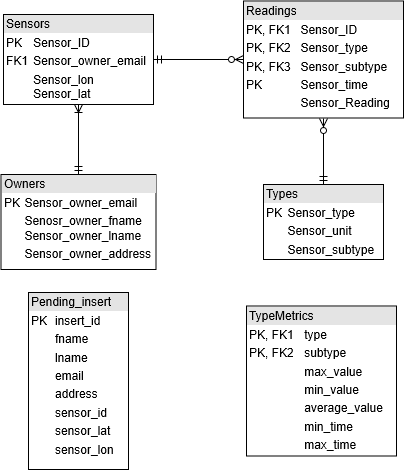 Sensors
PK Sensor_ID
FK1 Sensor_owner_email
Sensor_lon
Sensor_lat
Readings
PK, FK1 Sensor_ID
PK, FK2 Sensor_type
PK, FK3 Sensor_subtype
PK Sensor_time
Sensor_Reading
Owners
PK Sensor_owner_email
Senosr_owner_fname
Sensor_owner_lname
Sensor_owner_address
Types
PK Sensor_type
Sensor_unit
Sensor_subtype
Pending_insert
PK insert_id
fname
lname
email
address
sensor_id
sensor_lat
sensor_lon
TypeMetrics
PK, FK1 type
PK, FK2 subtype
max_value
min_value
average_value
min_time
max_time